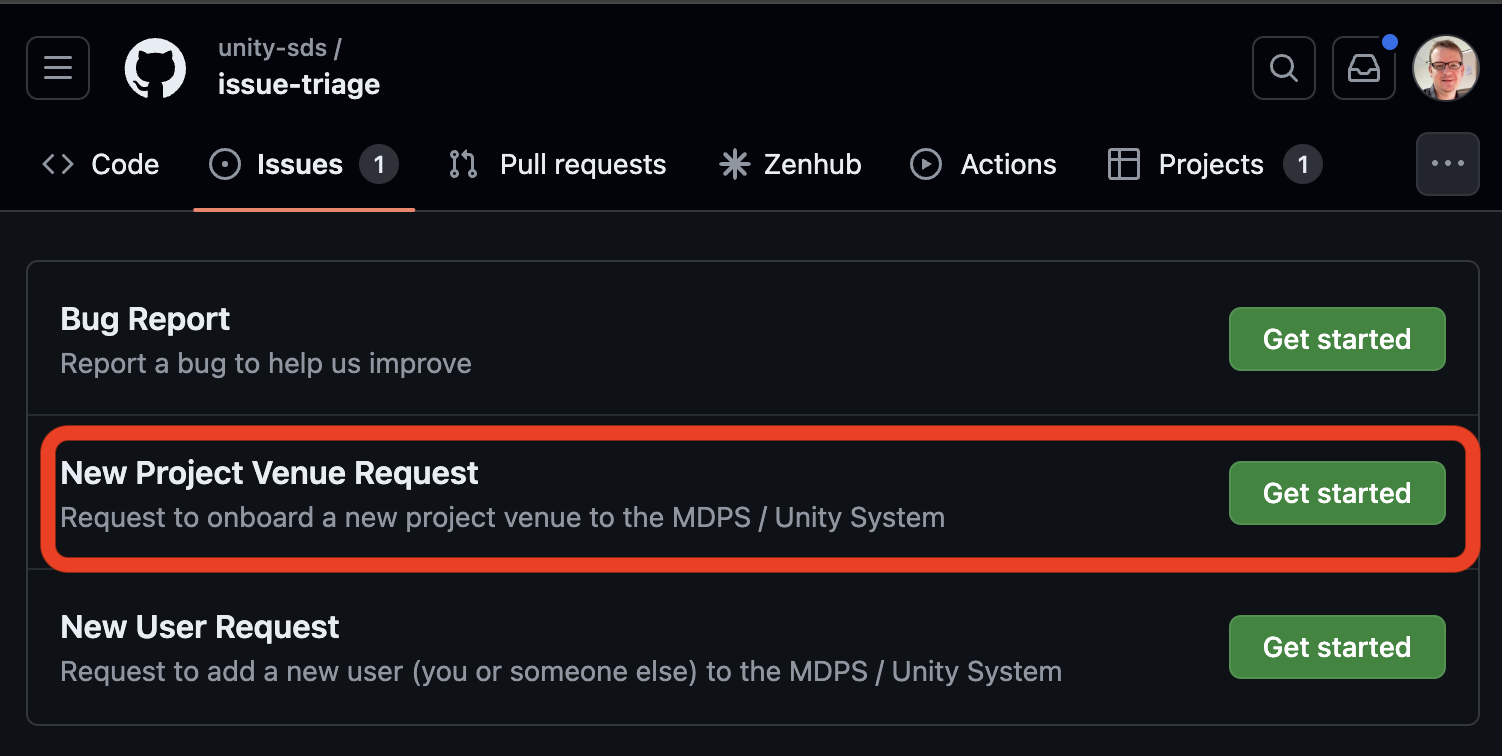 unity-sds /
issue-triage
Code Issues 1 Pull requests Zenhub Actions Projects 1
Bug Report
Report a bug to help us improve
Get started
New Project Venue Request
Request to onboard a new project venue to the MDPS / Unity System
Get started
New User Request
Request to add a new user (you or someone else) to the MDPS / Unity System
Get started